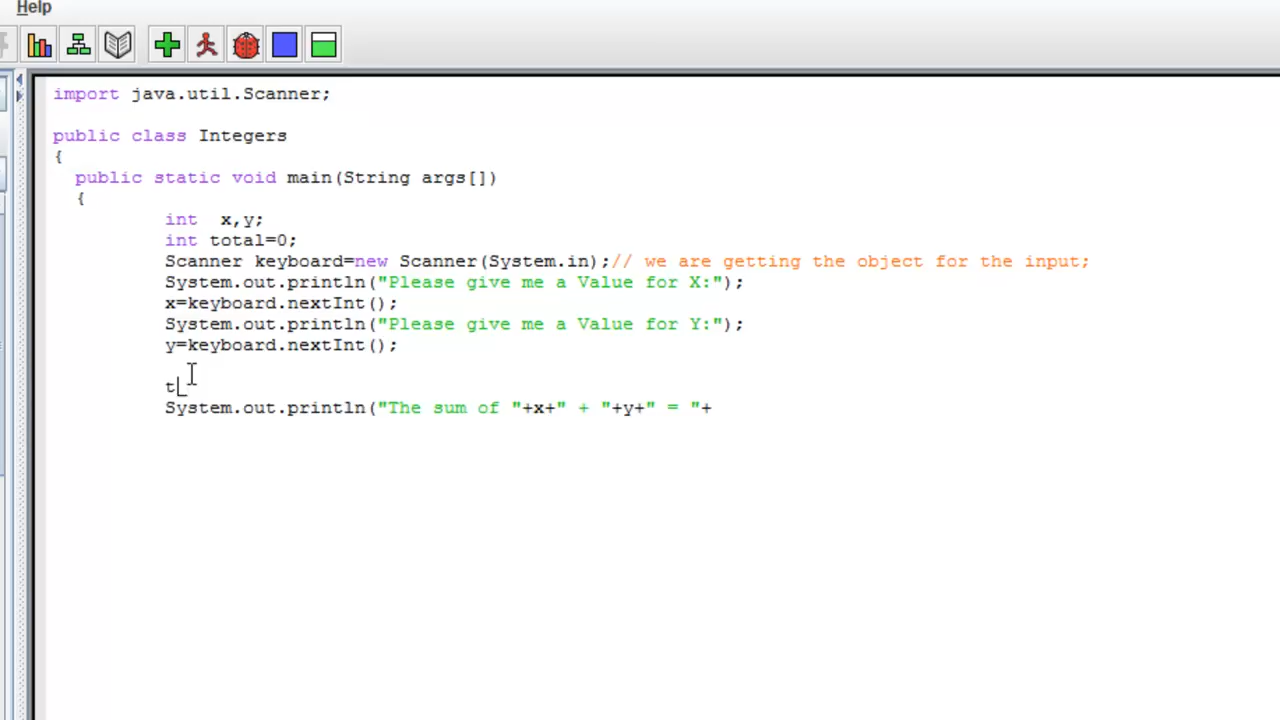 Help
import java.util.Scanner;
public class Integers
{
public static void main(String args[])
{
int  x,y;
int total=0;
Scanner keyboard=new Scanner(System.in);// we are getting the object for the input;
System.out.println("Please give me a Value for X:");
x=keyboard.nextInt();
System.out.println("Please give me a Value for Y:");
y=keyboard.nextInt();
t
System.out.println("The sum of "+x+" + "+y+" = "+